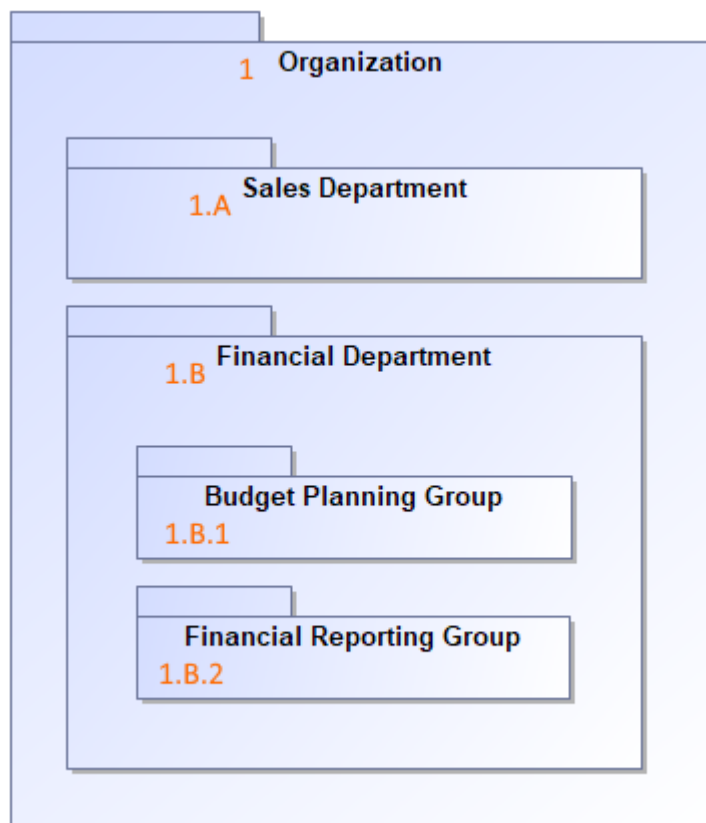 1 Organization
Sales Department
1.A
Financial Department
1.B
Budget Planning Group
1.B.1
Financial Reporting Group
1.B.2